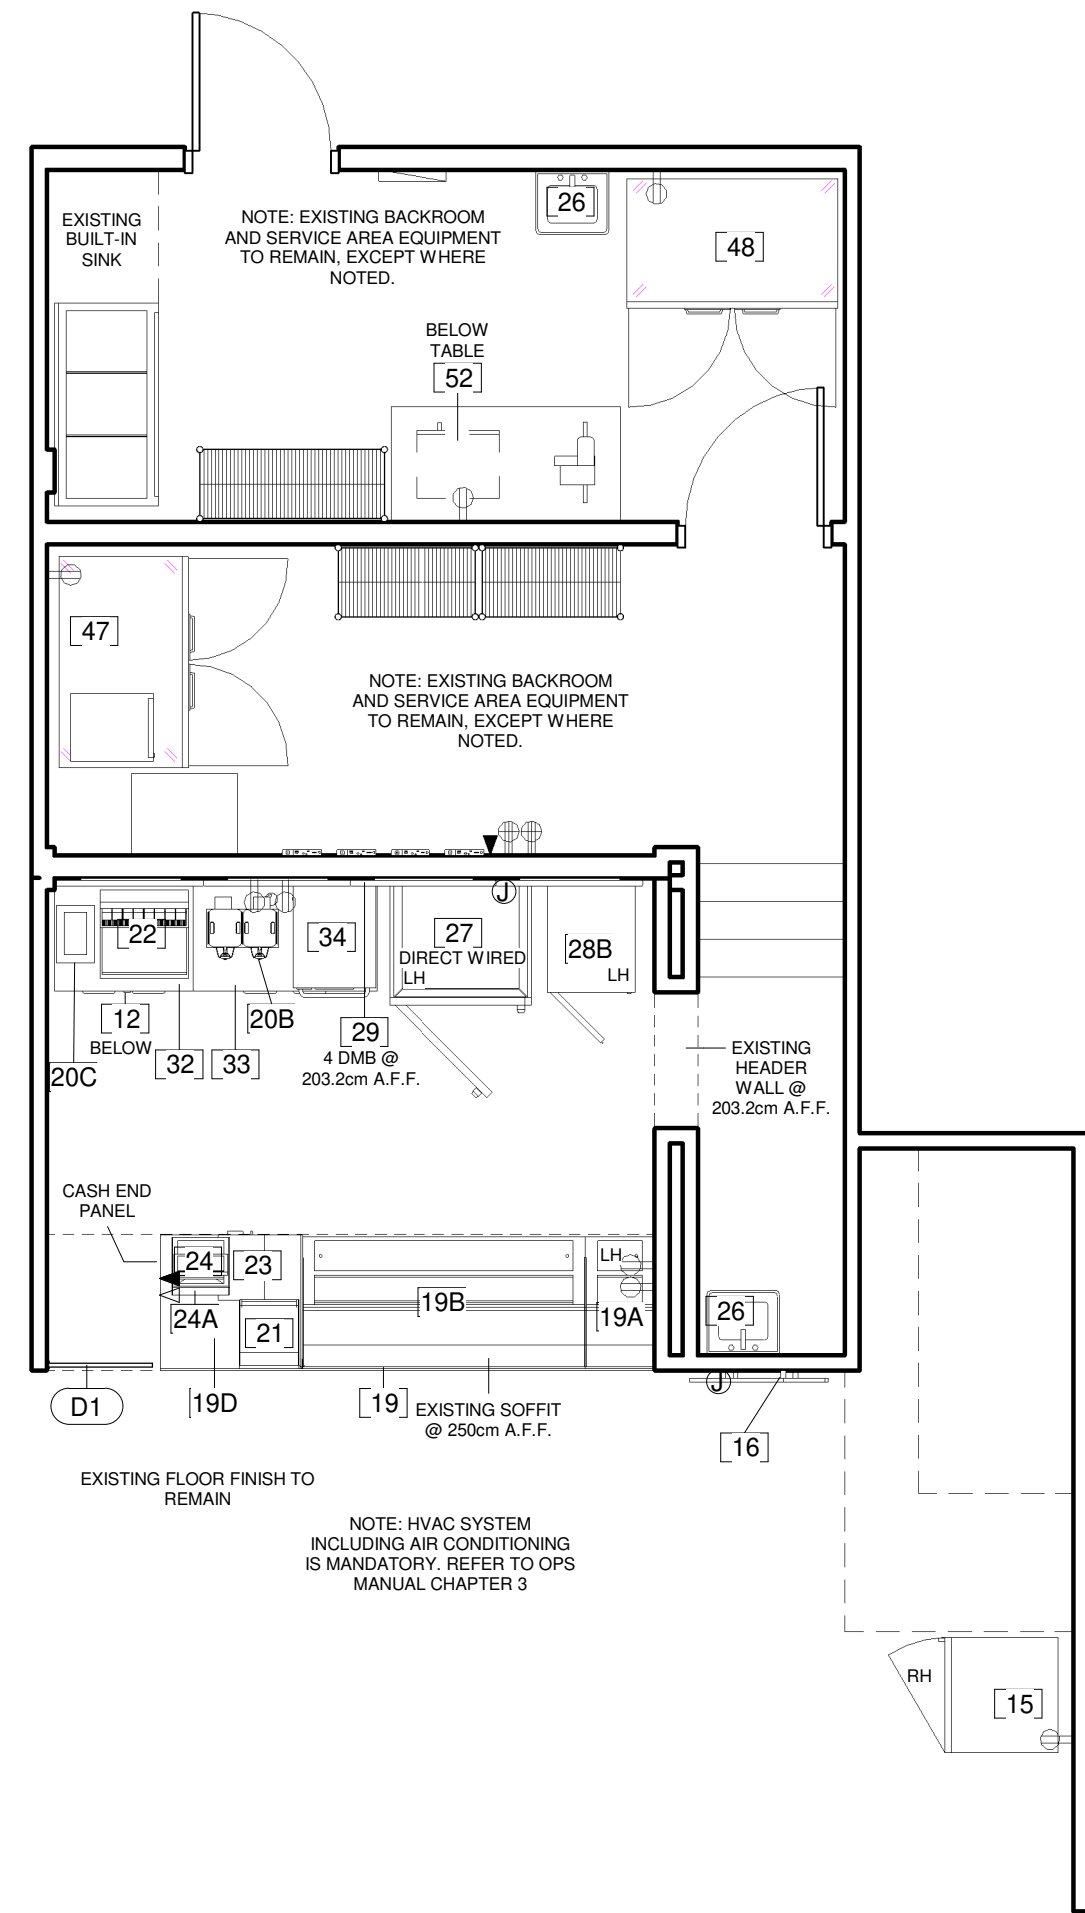 EXISTING
BUILT-IN
SINK
NOTE: EXISTING BACKROOM
AND SERVICE AREA EQUIPMENT
TO REMAIN, EXCEPT WHERE
NOTED.
26
48
BELOW
TABLE
52
47
NOTE: EXISTING BACKROOM
AND SERVICE AREA EQUIPMENT
TO REMAIN, EXCEPT WHERE
NOTED.
J
22
34
27
DIRECT WIRED
LH
28B
LH
12
BELOW
20C
32
33
20B
29
4 DMB @
203.2cm A.F.F.
EXISTING
HEADER
WALL @
203.2cm A.F.F.
CASH END
PANEL
24
23
24A
21
19B
LH
19A
26
D1
19D
19
EXISTING SOFFIT
@ 250cm A.F.F.
J
16
EXISTING FLOOR FINISH TO
REMAIN
NOTE: HVAC SYSTEM
INCLUDING AIR CONDITIONING
IS MANDATORY. REFER TO OPS
MANUAL CHAPTER 3
RH
15